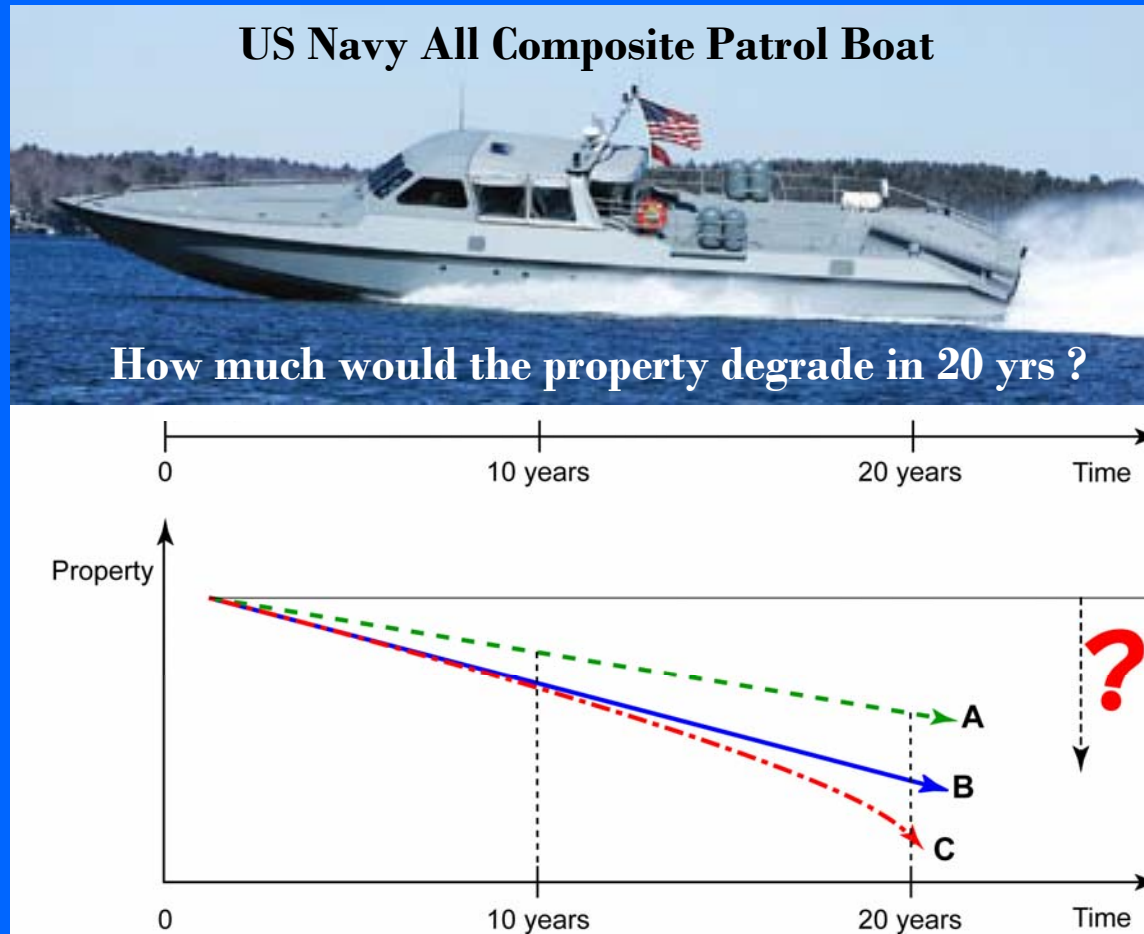 US Navy All Composite Patrol Boat
How much would the property degrade in 20 yrs ?
0 10 years 20 years Time
Property
?
A
B
C
0 10 years 20 years Time